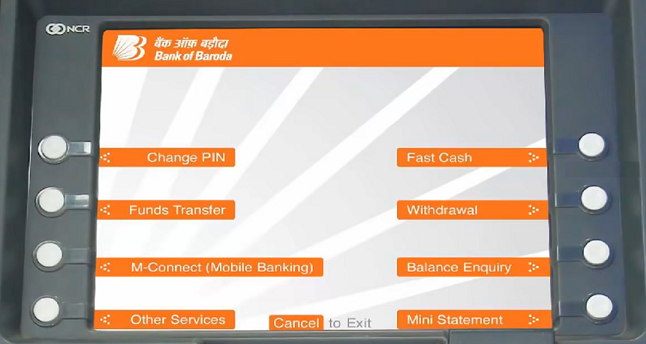 NCR
बैंक ऑफ़ बड़ौदा
Bank of Baroda
Change PIN
Fast Cash
Funds Transfer
Withdrawal
M-Connect (Mobile Banking)
Balance Enquiry
Other Services
Cancel to Exit
Mini Statement